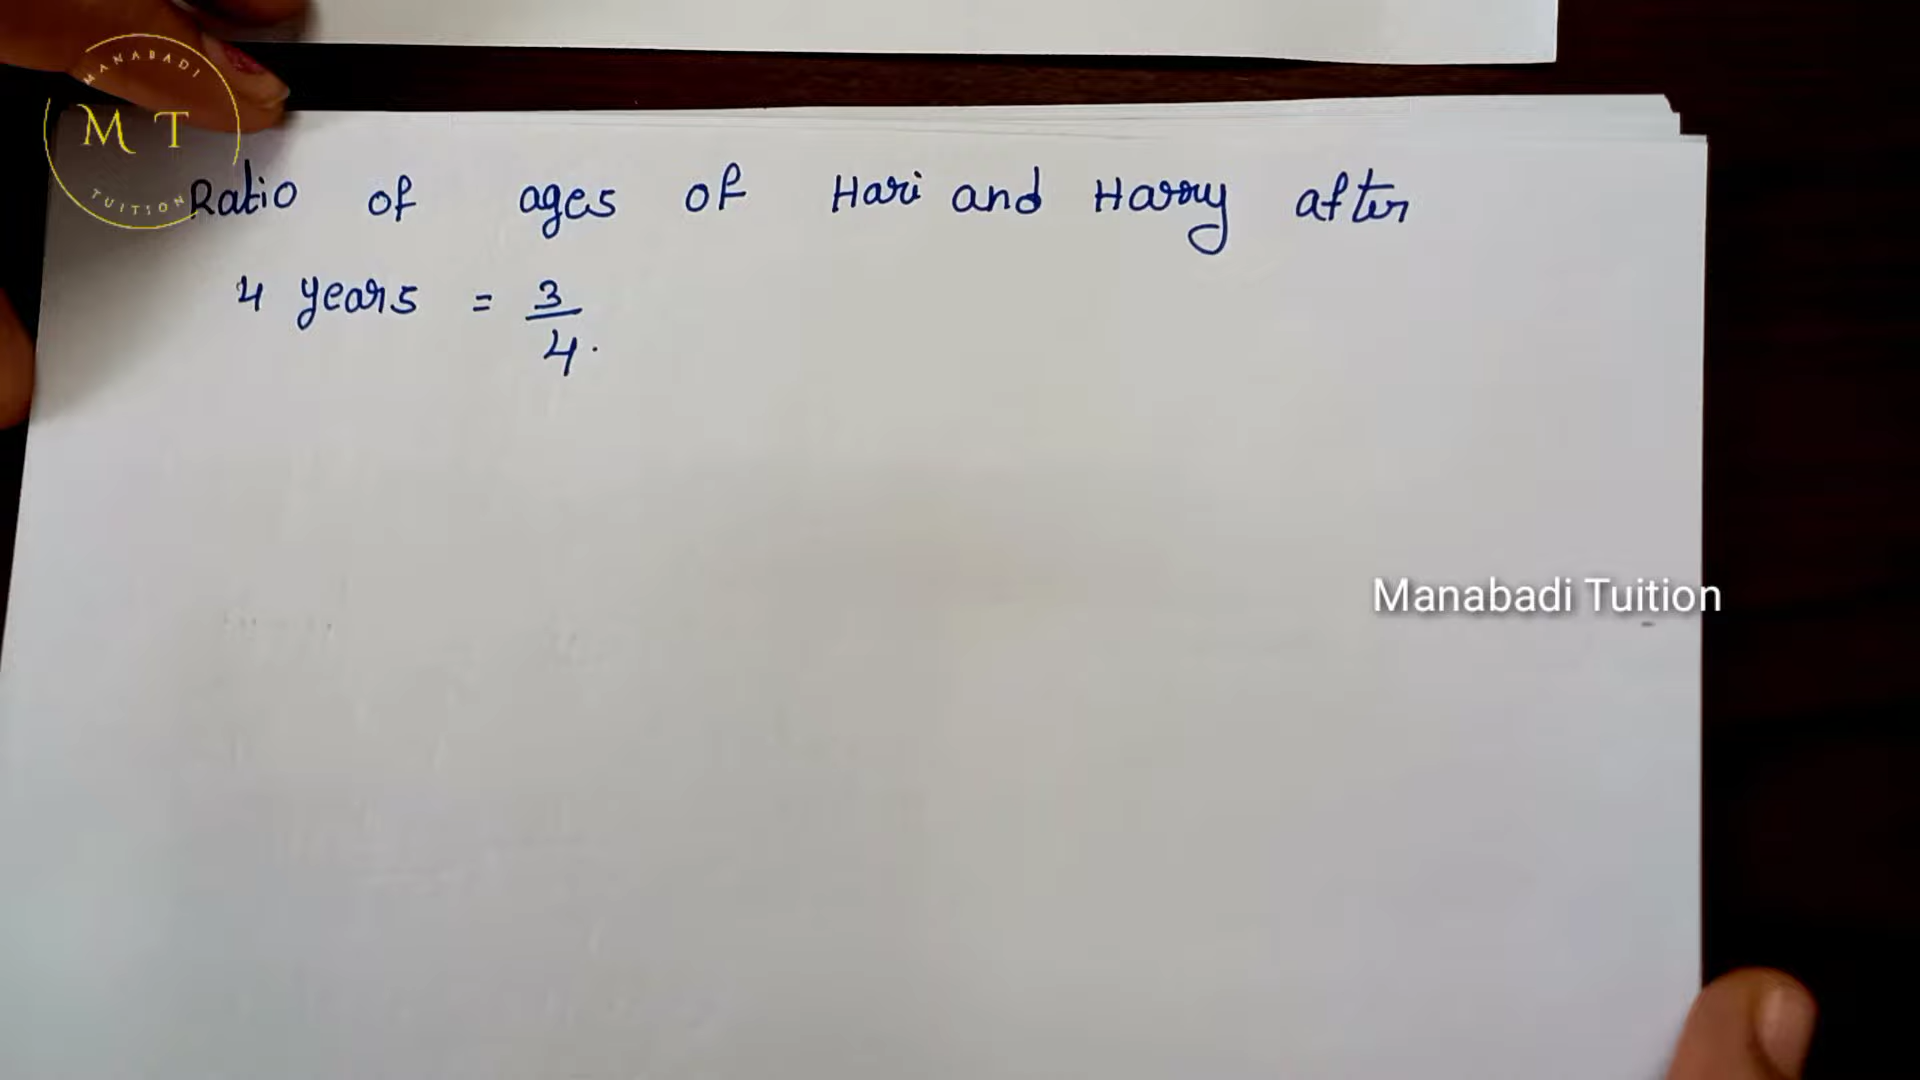 MANABADI
M T
TUITION
Ratio of ages of Hari and Harry after
4 years = 3/4.
Manabadi Tuition